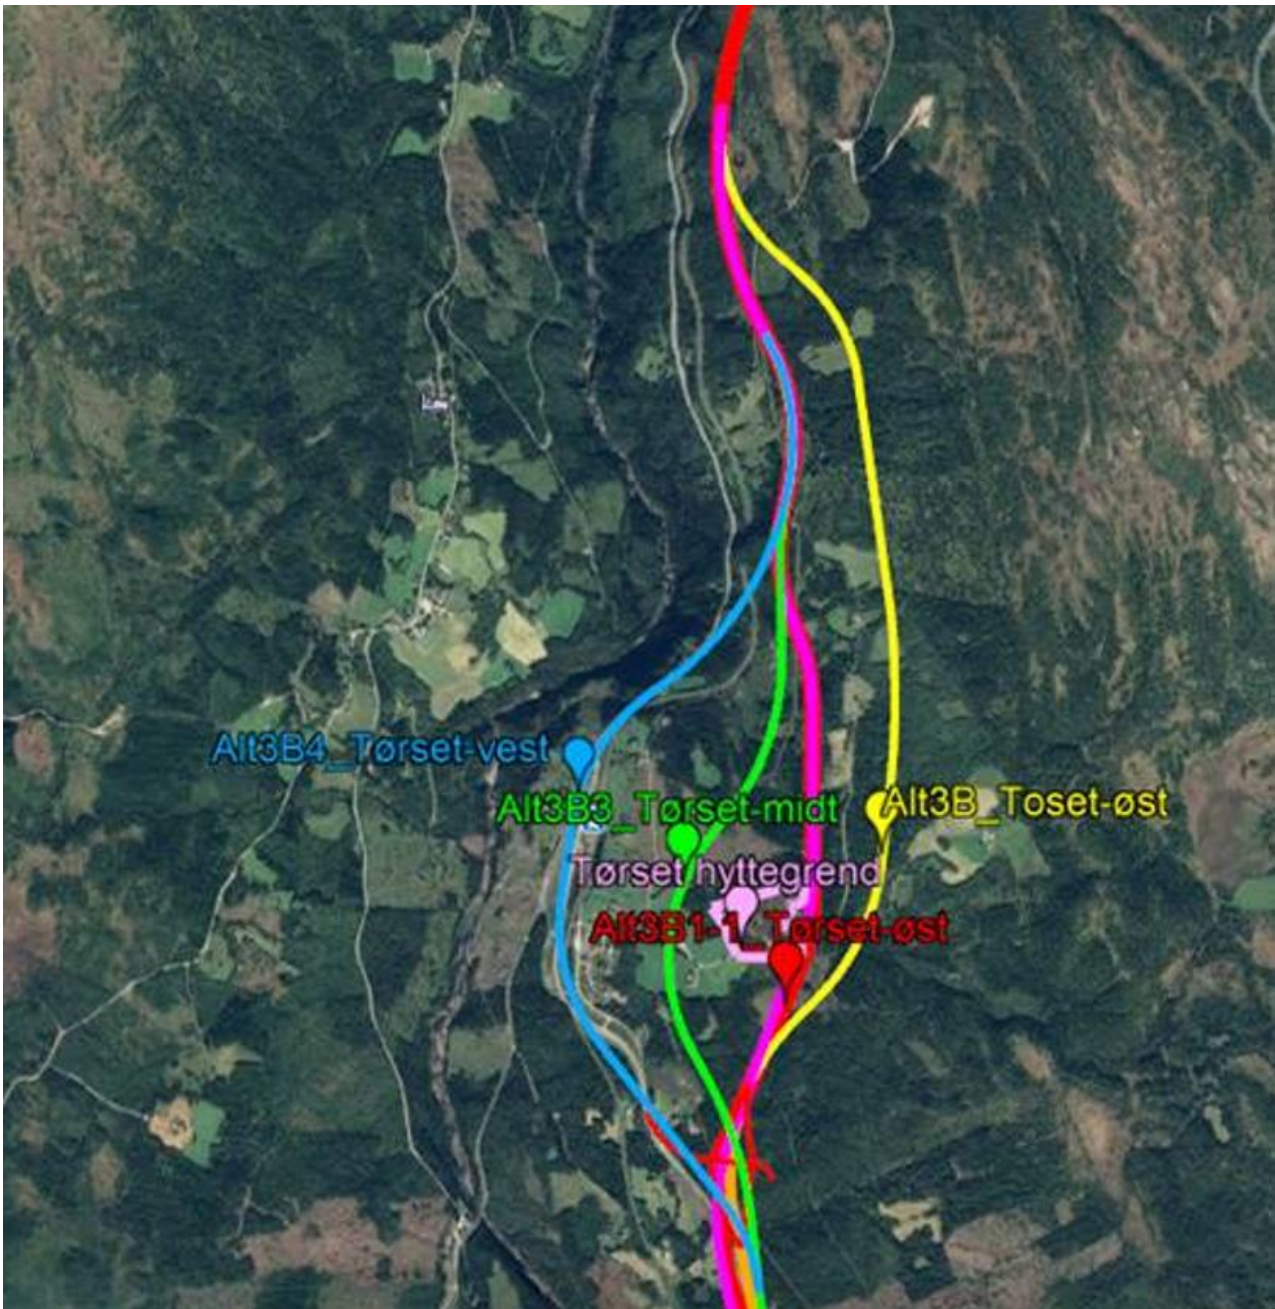 Alt3B4_Tørset-vest
Alt3B3_Tørset-midt
Alt3B_Toset-øst
Tørset hyttegrend
Alt3B1-1_Tørset-øst